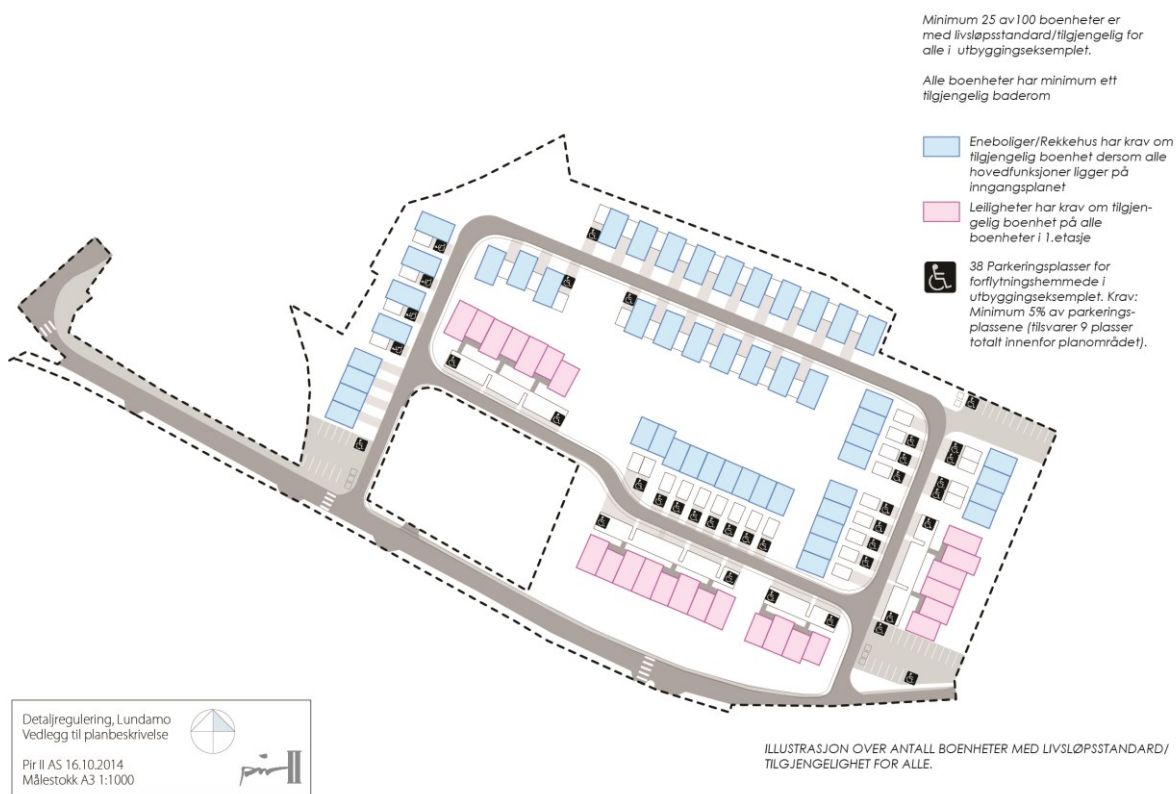 Minimum 25 av100 boenheter er
med livsløpsstandard/tilgjengelig for
alle i utbyggingseksemplet.
Alle boenheter har minimum ett
tilgjengelig baderom
Eneboliger/Rekkehus har krav om
tilgjengelig boenhet dersom alle
hovedfunksjoner ligger på
inngangsplanet
Leiligheter har krav om tilgjen-
gelig boenhet på alle
boenheter i 1.etasje
38 Parkeringsplasser for
forflytningshemmede i
utbyggingseksemplet. Krav:
Minimum 5% av parkerings-
plassene (tilsvarer 9 plasser
totalt innenfor planområdet).
Detaljregulering, Lundamo
Vedlegg til planbeskrivelse
Pir II AS 16.10.2014
Målestokk A3 1:1000
pir II
ILLUSTRASJON OVER ANTALL BOENHETER MED LIVSLØPSSTANDARD/
TILGJENGELIGHET FOR ALLE.